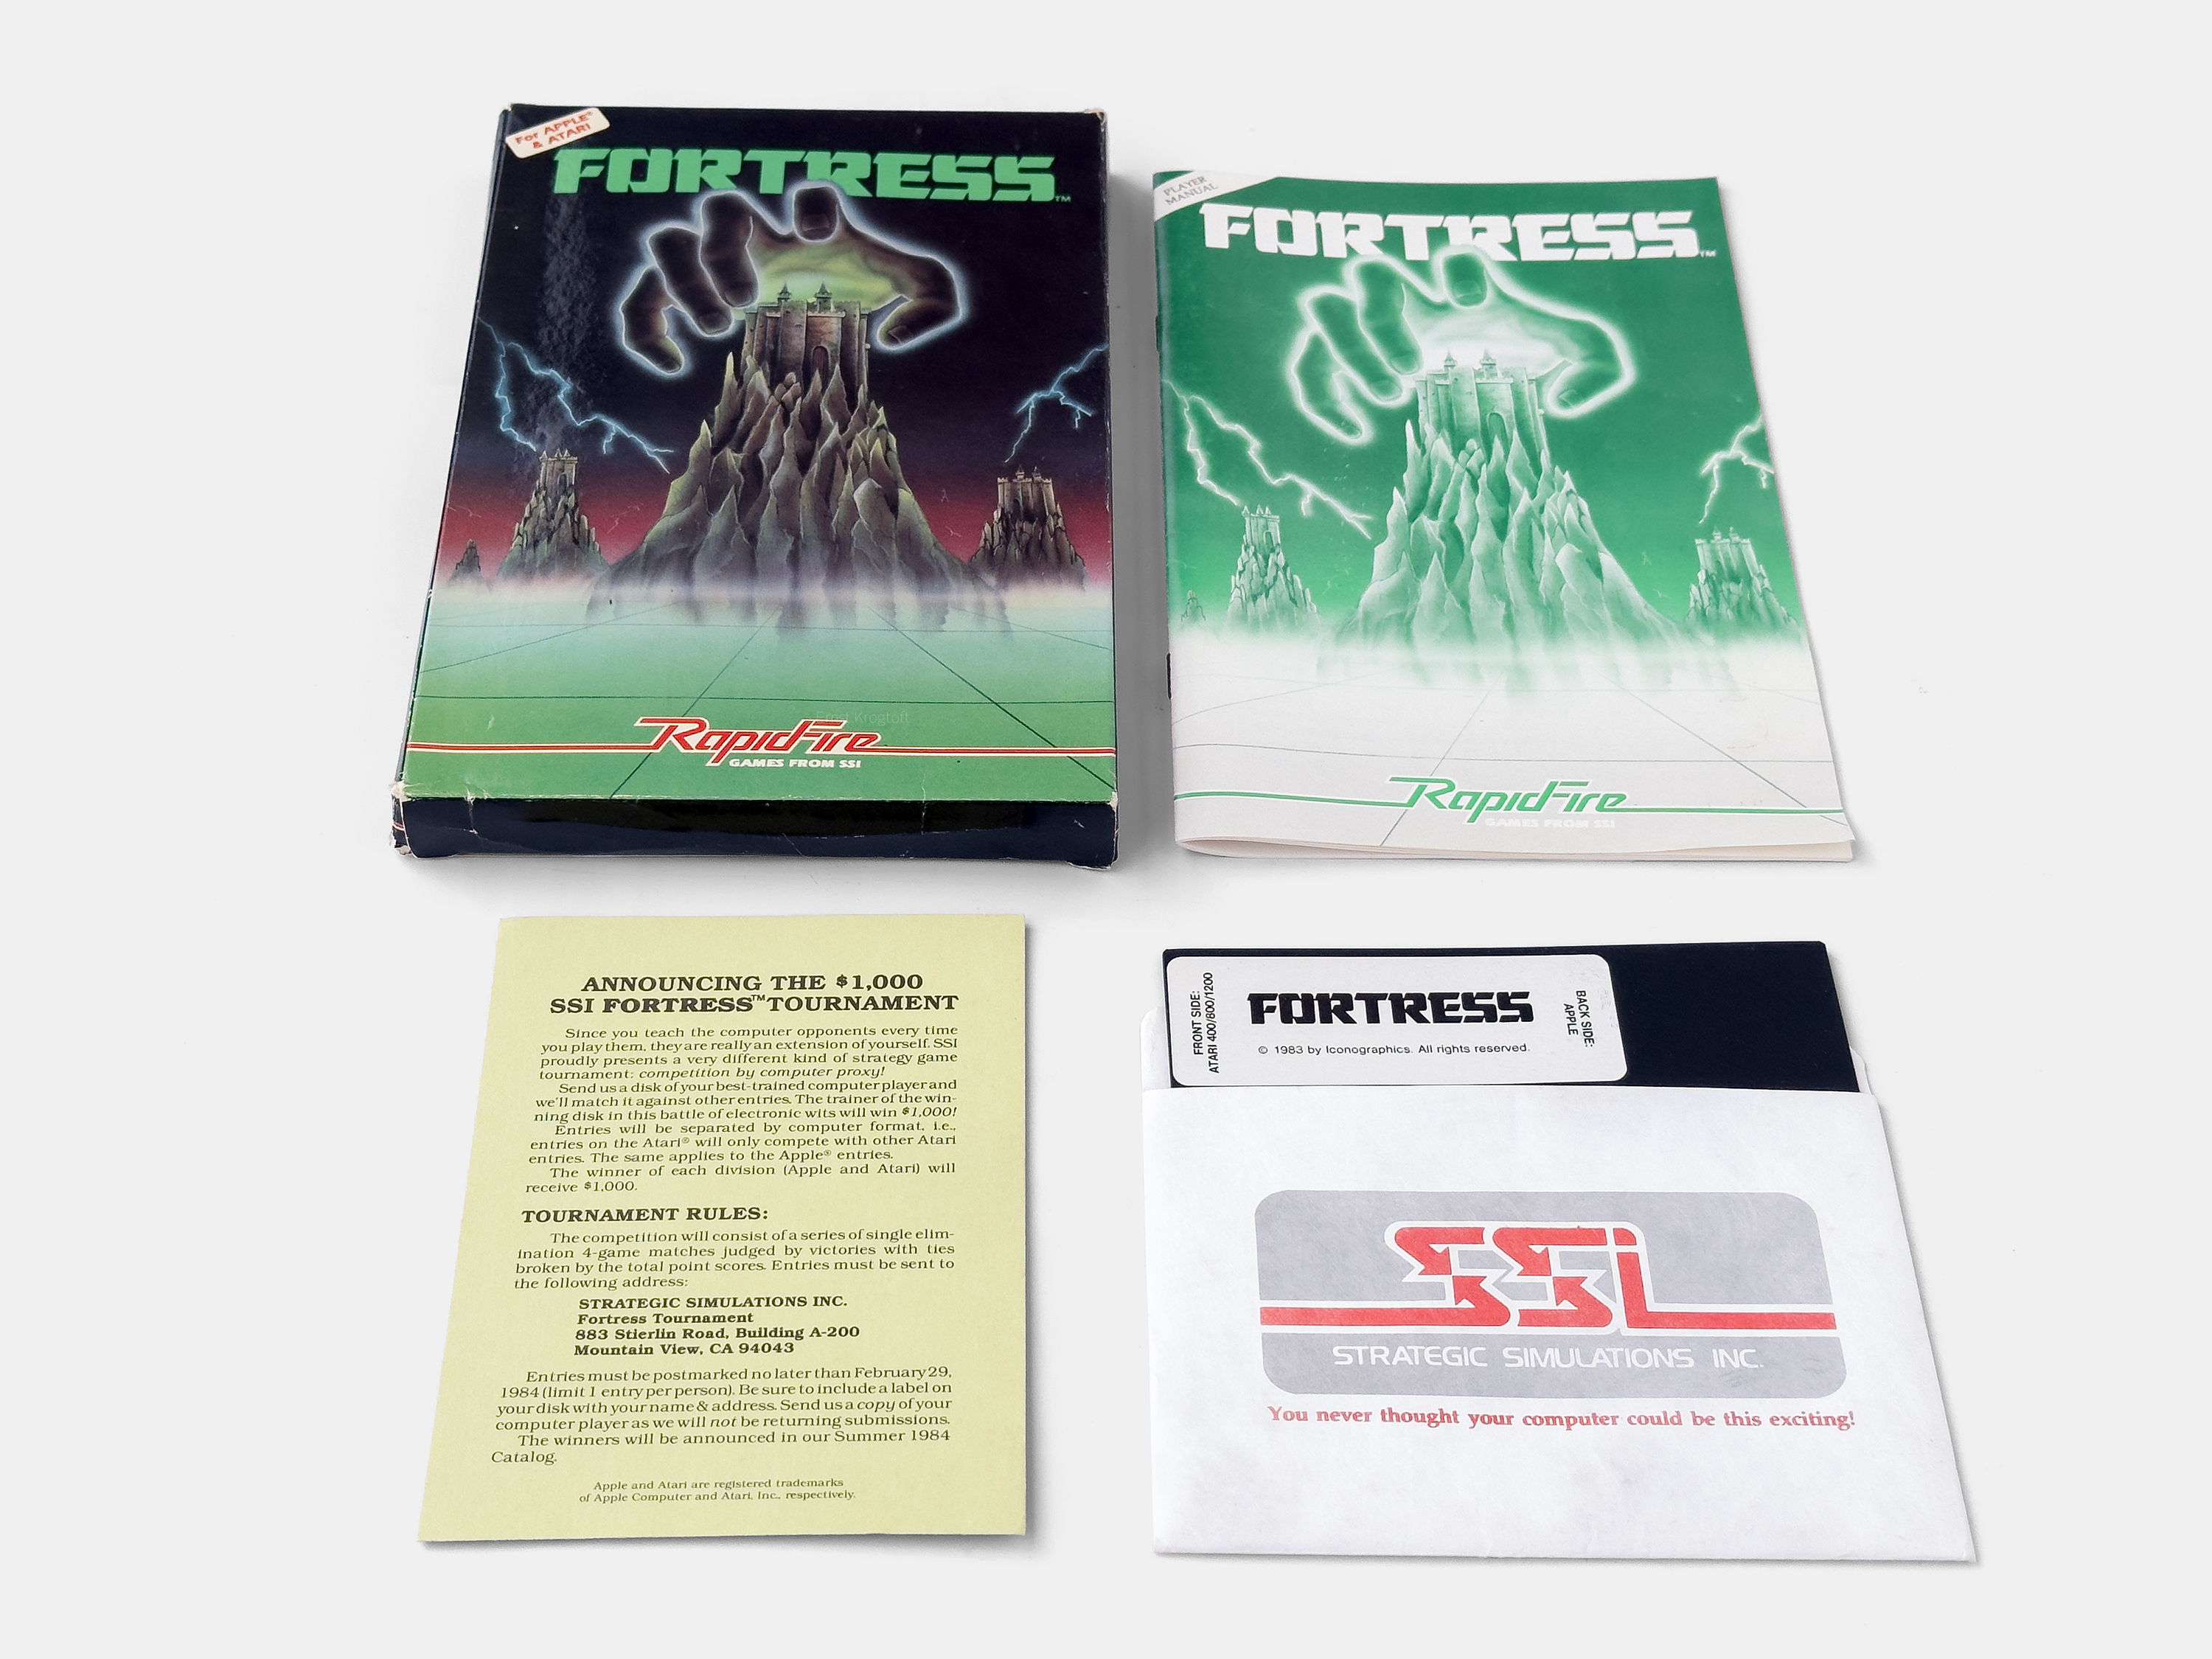 For APPLE®
& ATARI
FORTRESS™
Ernst Krogtoft
RapidFire
GAMES FROM SSI
PLAYER
MANUAL
FORTRESS™
RapidFire
GAMES FROM SSI
ANNOUNCING THE $1,000
SSI FORTRESS™ TOURNAMENT
Since you teach the computer opponents every time
you play them, they are really an extension of yourself. SSI
proudly presents a very different kind of strategy game
tournament: competition by computer proxy!
Send us a disk of your best-trained computer player and
we'll match it against other entries. The trainer of the win-
ning disk in this battle of electronic wits will win $1,000!
Entries will be separated by computer format, i.e.,
entries on the Atari® will only compete with other Atari
entries. The same applies to the Apple® entries.
The winner of each division (Apple and Atari) will
receive $1,000.
TOURNAMENT RULES:
The competition will consist of a series of single elim-
ination 4-game matches judged by victories with ties
broken by the total point scores. Entries must be sent to
the following address:
STRATEGIC SIMULATIONS INC.
Fortress Tournament
883 Stierlin Road, Building A-200
Mountain View, CA 94043
Entries must be postmarked no later than February 29,
1984 (limit 1 entry per person). Be sure to include a label on
your disk with your name & address. Send us a copy of your
computer player as we will not be returning submissions.
The winners will be announced in our Summer 1984
Catalog.
Apple and Atari are registered trademarks
of Apple Computer and Atari, Inc., respectively.
FRONT SIDE:
ATARI 400/800/1200
FORTRESS
© 1983 by Iconographics. All rights reserved.
BACK SIDE:
APPLE
SSI
STRATEGIC SIMULATIONS INC.
You never thought your computer could be this exciting!